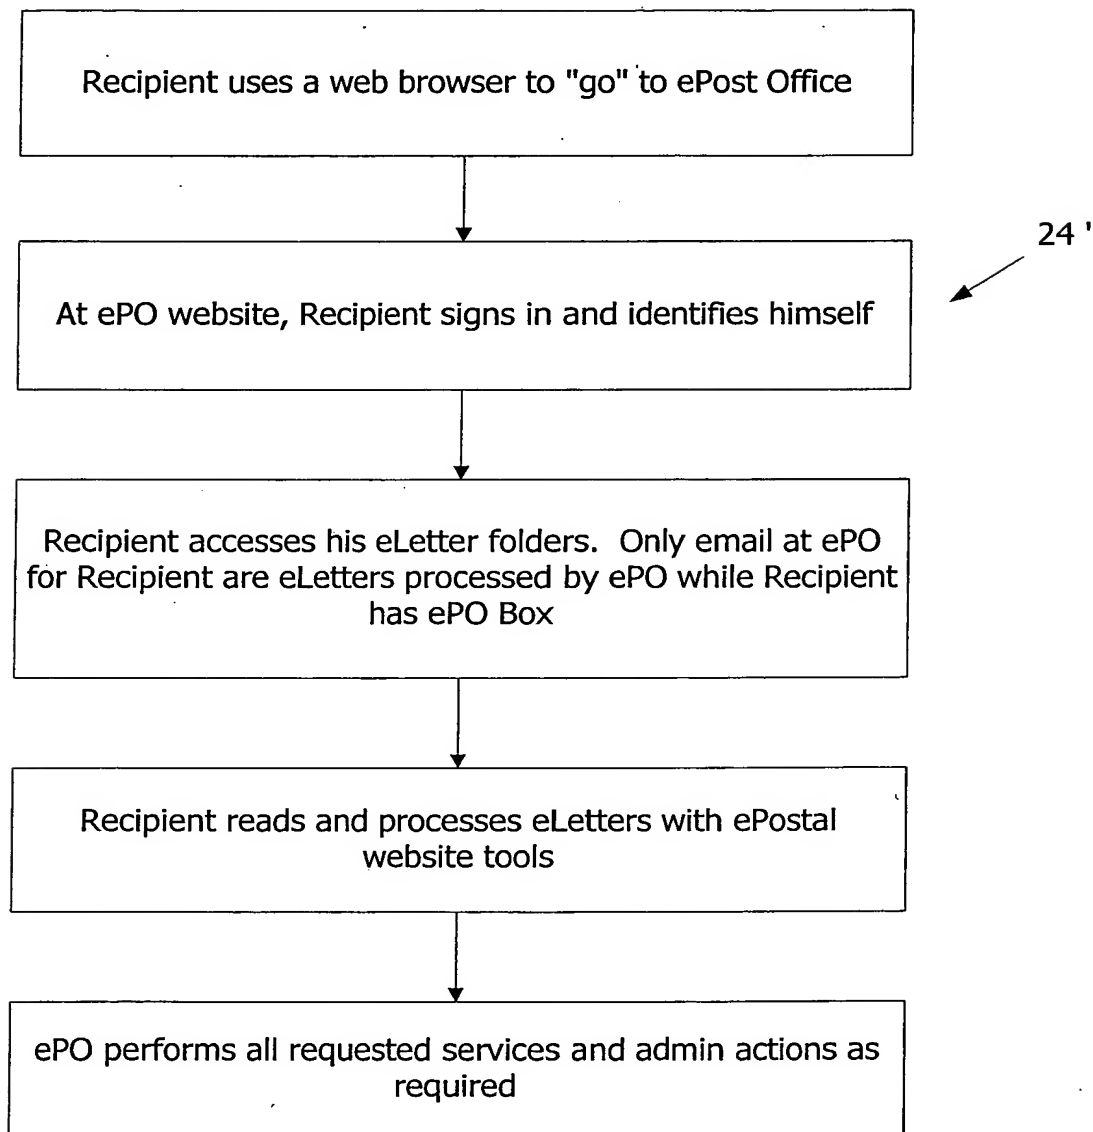 Recipient uses a web browser to "go" to ePost Office
24 '
At ePO website, Recipient signs in and identifies himself
Recipient accesses his eLetter folders.  Only email at ePO
for Recipient are eLetters processed by ePO while Recipient
has ePO Box
Recipient reads and processes eLetters with ePostal
website tools
ePO performs all requested services and admin actions as
required